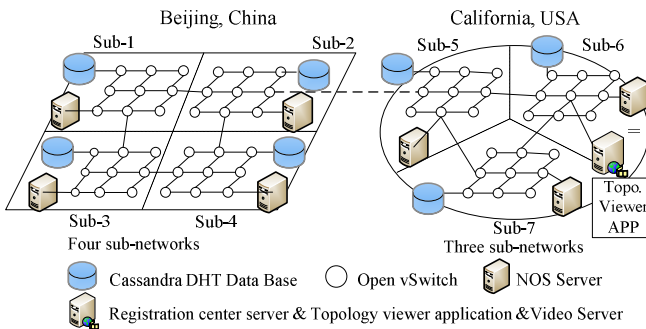 Beijing, China
California, USA
Sub-1
Sub-2
Sub-5
Sub-6
Sub-3
Sub-4
Sub-7
Topo.
Viewer
APP
Four sub-networks
Three sub-networks
Cassandra DHT Data Base
Open vSwitch
NOS Server
Registration center server & Topology viewer application &Video Server